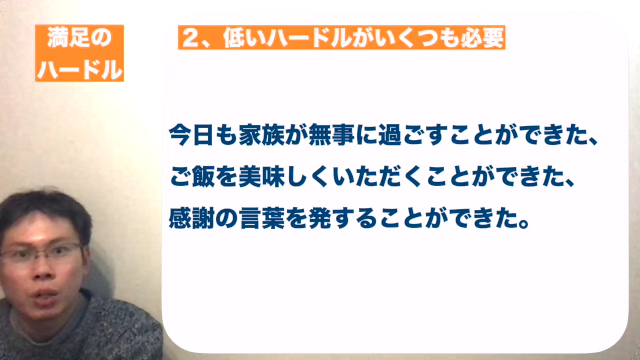 満足の
ハードル
２、低いハードルがいくつも必要
今日も家族が無事に過ごすことができた、
ご飯を美味しくいただくことができた、
感謝の言葉を発することができた。